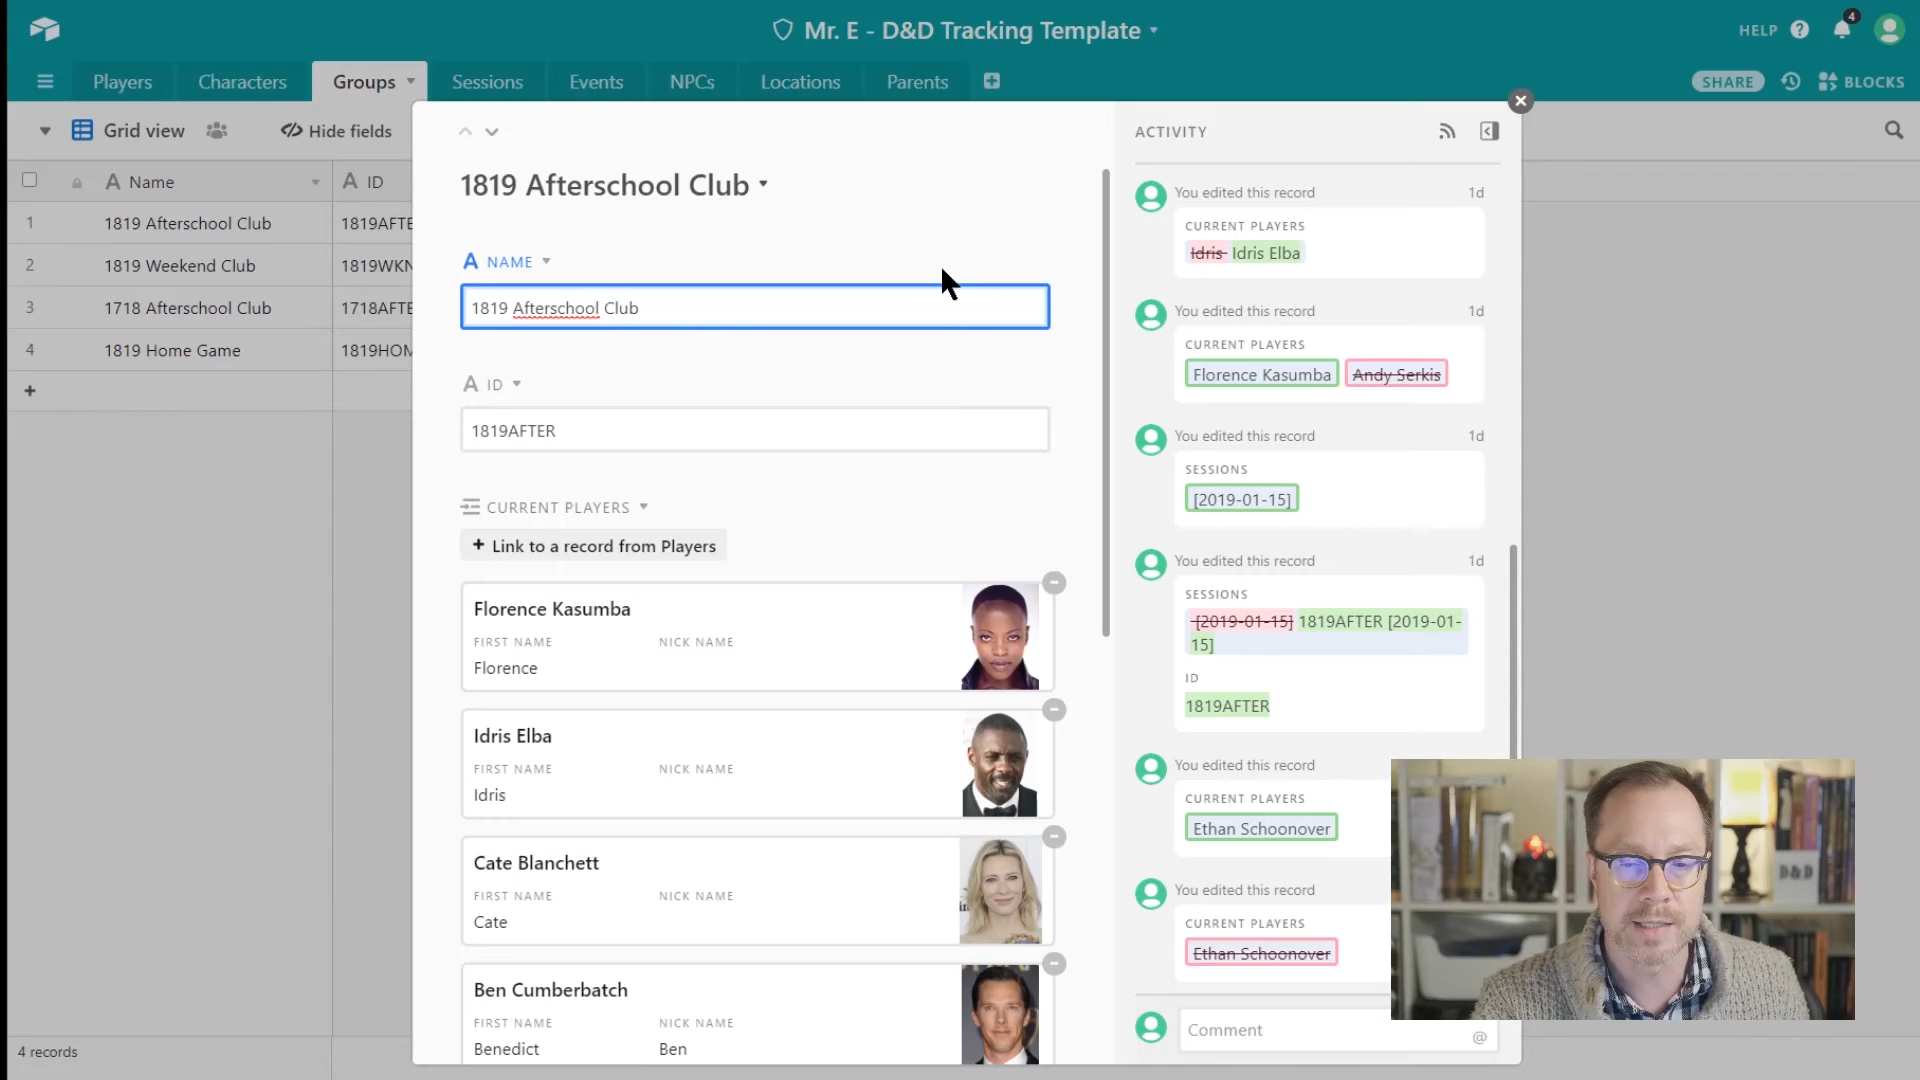 Mr. E - D&D Tracking Template
HELP
4
Players
Characters
Groups
Sessions
Events
NPCs
Locations
Parents
SHARE
BLOCKS
Grid view
Hide fields
Name
ID
1 1819 Afterschool Club 1819AFTE
2 1819 Weekend Club 1819WKN
3 1718 Afterschool Club 1718AFTE
4 1819 Home Game 1819HOM
+
4 records
1819 Afterschool Club
NAME
1819 Afterschool Club
ID
1819AFTER
CURRENT PLAYERS
+ Link to a record from Players
Florence Kasumba
FIRST NAME NICK NAME
Florence
Idris Elba
FIRST NAME NICK NAME
Idris
Cate Blanchett
FIRST NAME NICK NAME
Cate
Ben Cumberbatch
FIRST NAME NICK NAME
Benedict Ben
ACTIVITY
You edited this record 1d
CURRENT PLAYERS
Idris Idris Elba
You edited this record 1d
CURRENT PLAYERS
Florence Kasumba Andy Serkis
You edited this record 1d
SESSIONS
[2019-01-15]
You edited this record 1d
SESSIONS
[2019-01-15] 1819AFTER [2019-01-
15]
ID
1819AFTER
You edited this record
CURRENT PLAYERS
Ethan Schoonover
You edited this record
CURRENT PLAYERS
Ethan Schoonover
Comment
@
D&D